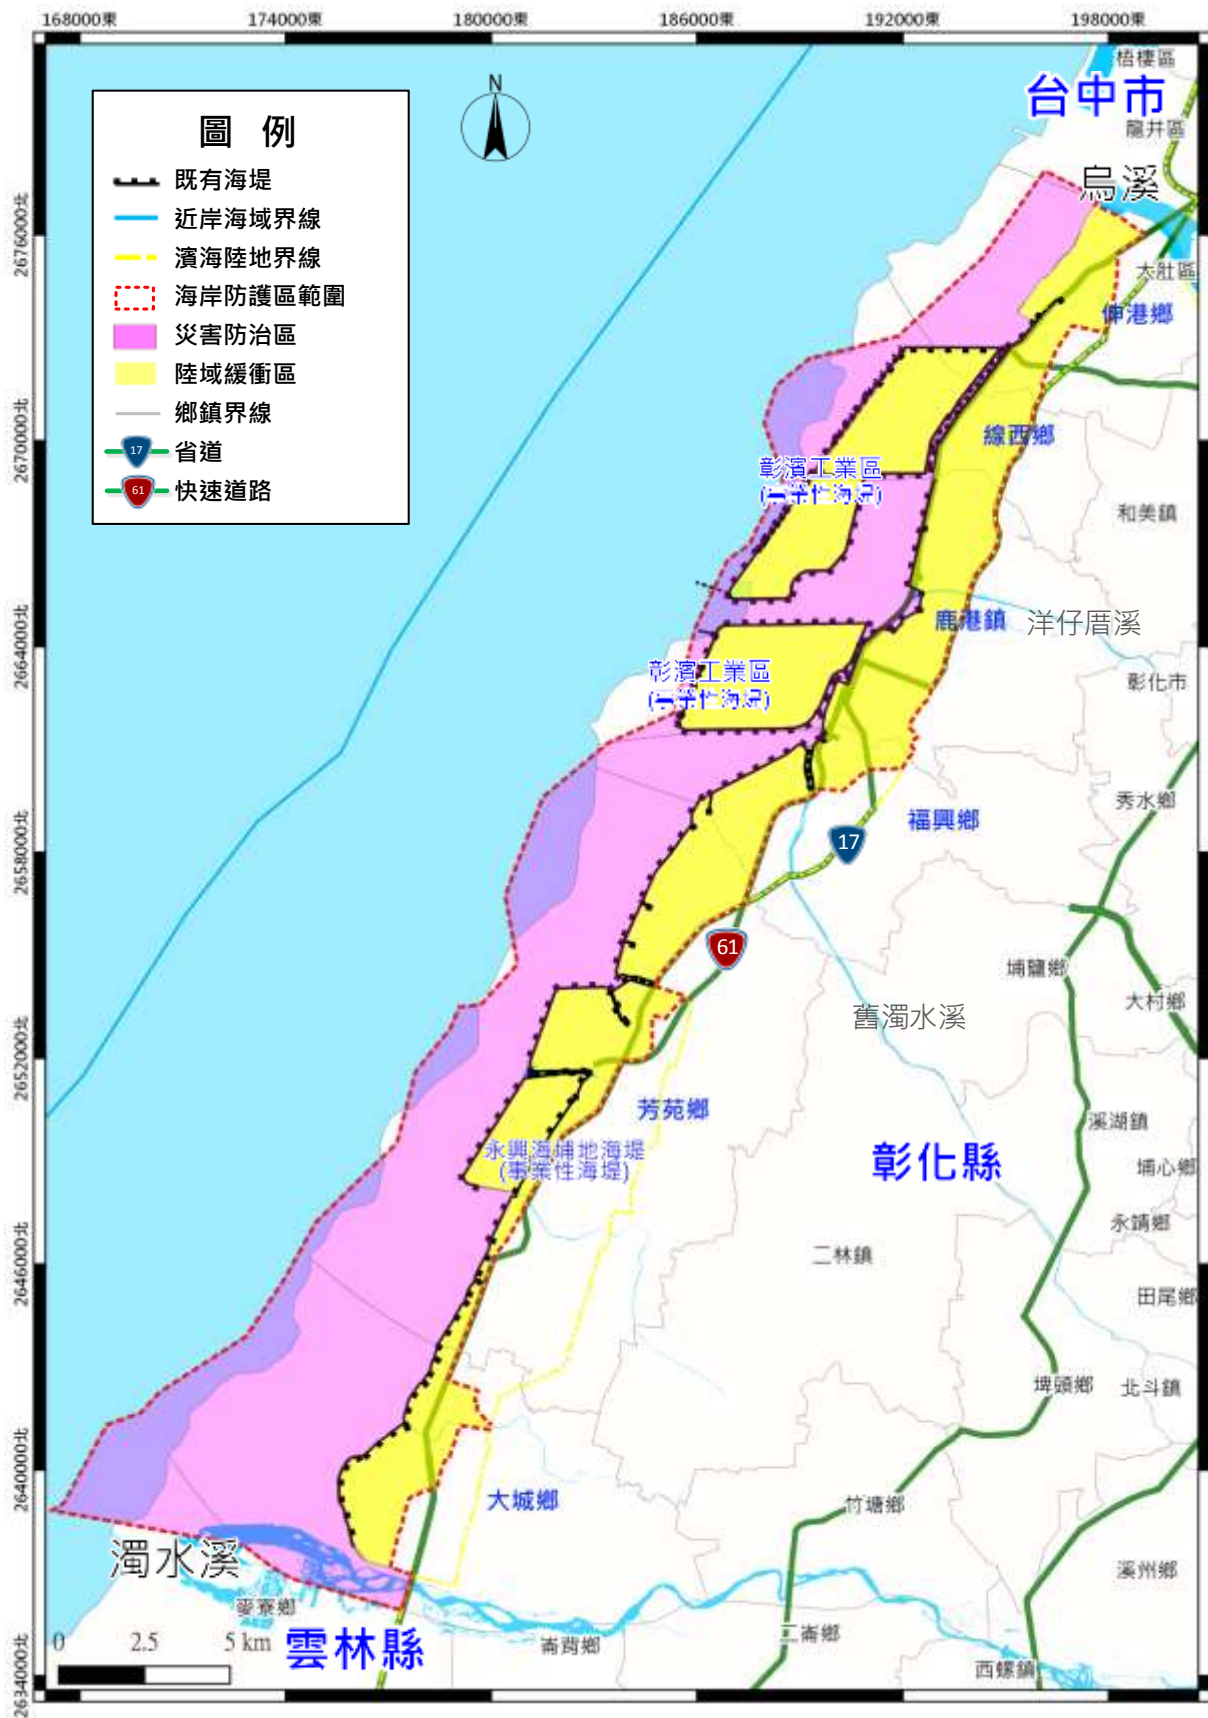 168000東
174000東
180000東
186000東
192000東
198000東
梧棲區
台中市
龍井區
N
圖 例
既有海堤
近岸海域界線
濱海陸地界線
海岸防護區範圍
災害防治區
陸域緩衝區
鄉鎮界線
17
省道
61
快速道路
烏溪
2676000北
大肚區
伸港鄉
2670000北
線西鄉
彰濱工業區
和美鎮
鹿港鎮
洋仔厝溪
2664000北
彰濱工業區
彰化市
秀水鄉
福興鄉
17
2658000北
61
埔鹽鄉
大村鄉
舊濁水溪
2652000北
芳苑鄉
溪湖鎮
永興海埔地海堤
(事業性海堤)
彰化縣
埔心鄉
永靖鄉
2646000北
二林鎮
田尾鄉
埤頭鄉
北斗鎮
2640000北
大城鄉
竹塘鄉
濁水溪
溪州鄉
麥寮鄉
雲林縣
崙背鄉
二崙鄉
西螺鎮
0
2.5
5 km
2634000北